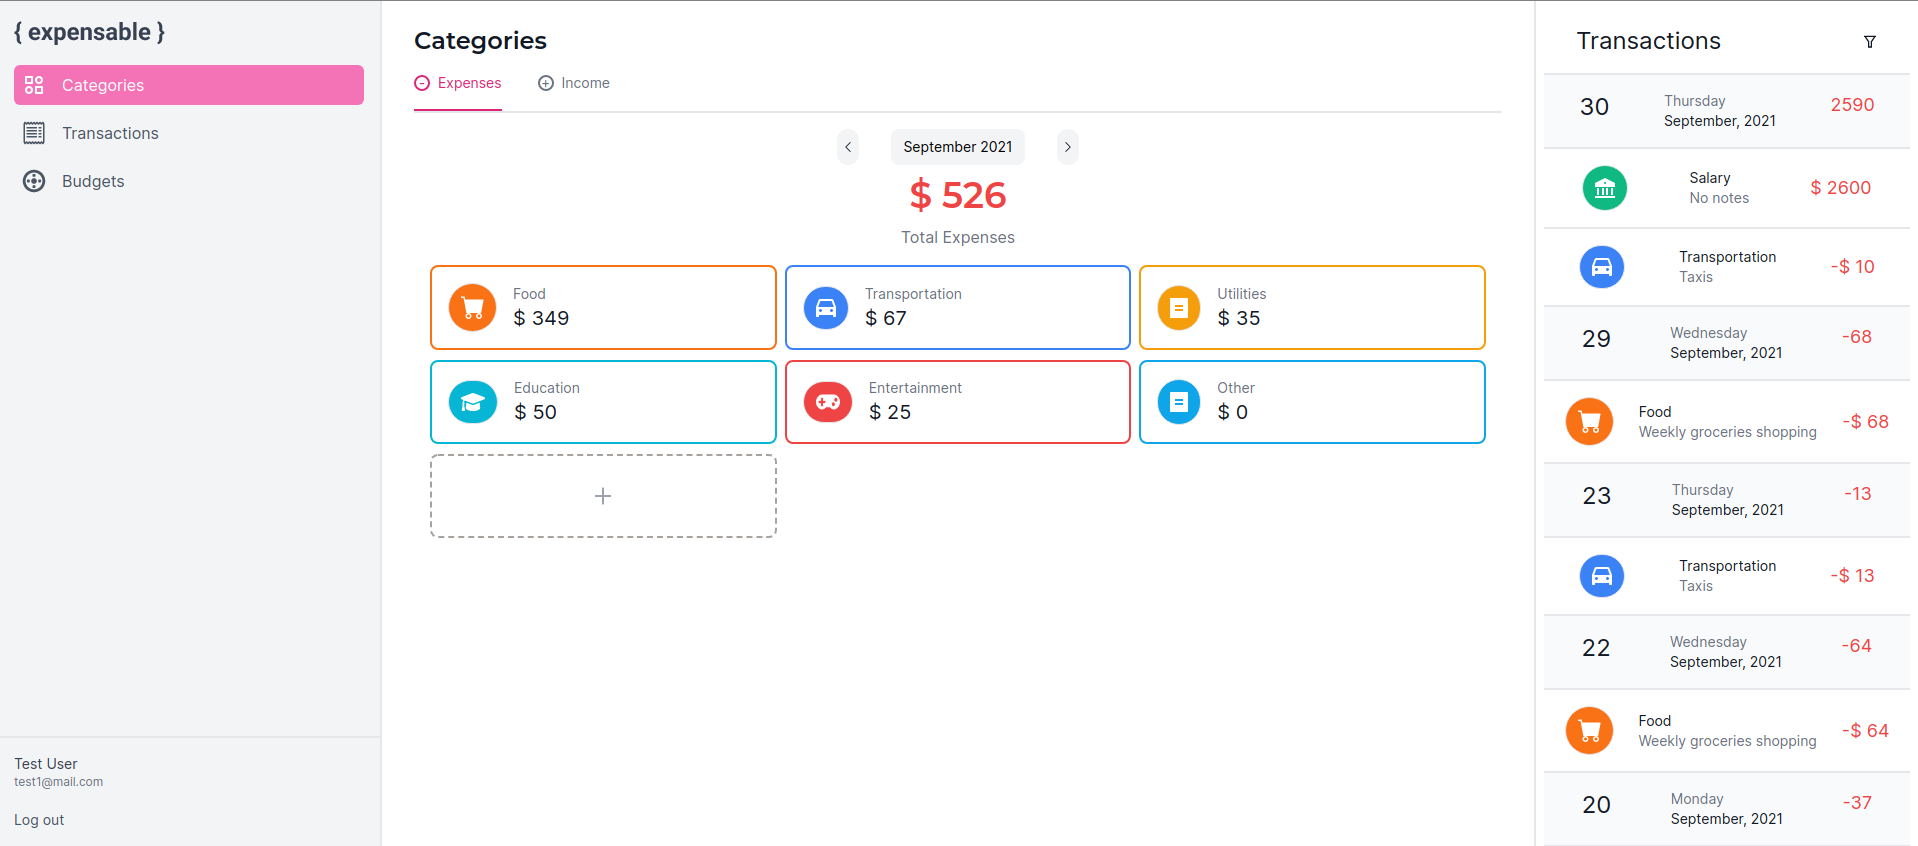 { expensable }
Categories
Transactions
Budgets
Test User
test1@mail.com
Log out
Categories
Expenses
Income
September 2021
$ 526
Total Expenses
Food
$ 349
Transportation
$ 67
Utilities
$ 35
Education
$ 50
Entertainment
$ 25
Other
$ 0
Transactions
30
Thursday
September, 2021
2590
Salary
No notes
$ 2600
Transportation
Taxis
-$ 10
29
Wednesday
September, 2021
-68
Food
Weekly groceries shopping
-$ 68
23
Thursday
September, 2021
-13
Transportation
Taxis
-$ 13
22
Wednesday
September, 2021
-64
Food
Weekly groceries shopping
-$ 64
20
Monday
September, 2021
-37